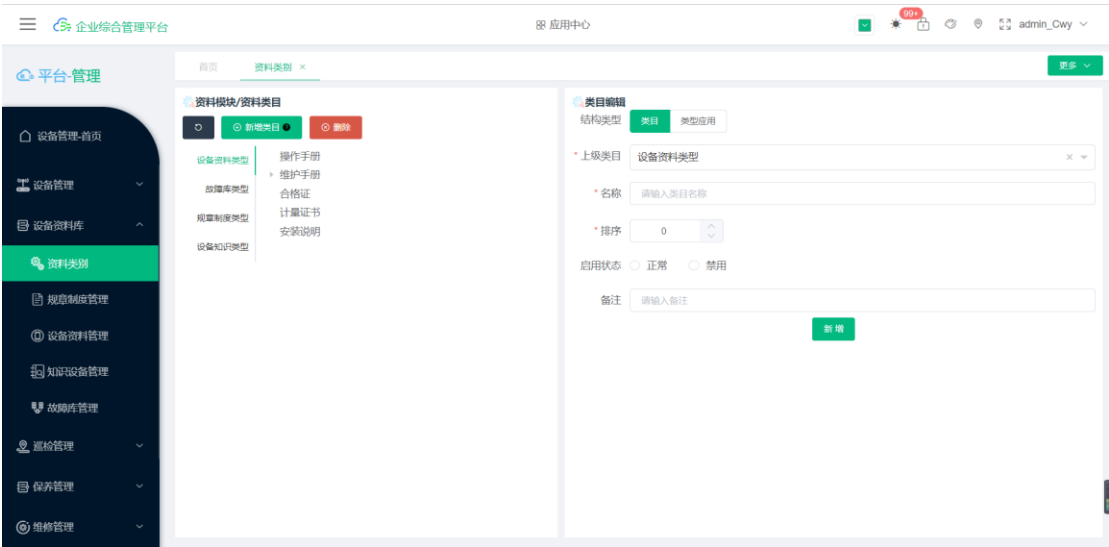 企业综合管理平台
应用中心
99+
admin_Cwy
平台-管理
首页
资料类别 ×
更多
设备管理-首页
设备管理
设备资料库
资料类别
规章制度管理
设备资料管理
知识设备管理
故障库管理
巡检管理
保养管理
维修管理
资料模块/资料类目
新增类目
删除
设备资料类型
故障库类型
规章制度类型
设备知识类型
操作手册
维护手册
合格证
计量证书
安装说明
类目编辑
结构类型 类目 类型应用
* 上级类目 设备资料类型
* 名称 请输入类目名称
* 排序 0
启用状态 正常 禁用
备注 请输入备注
新增